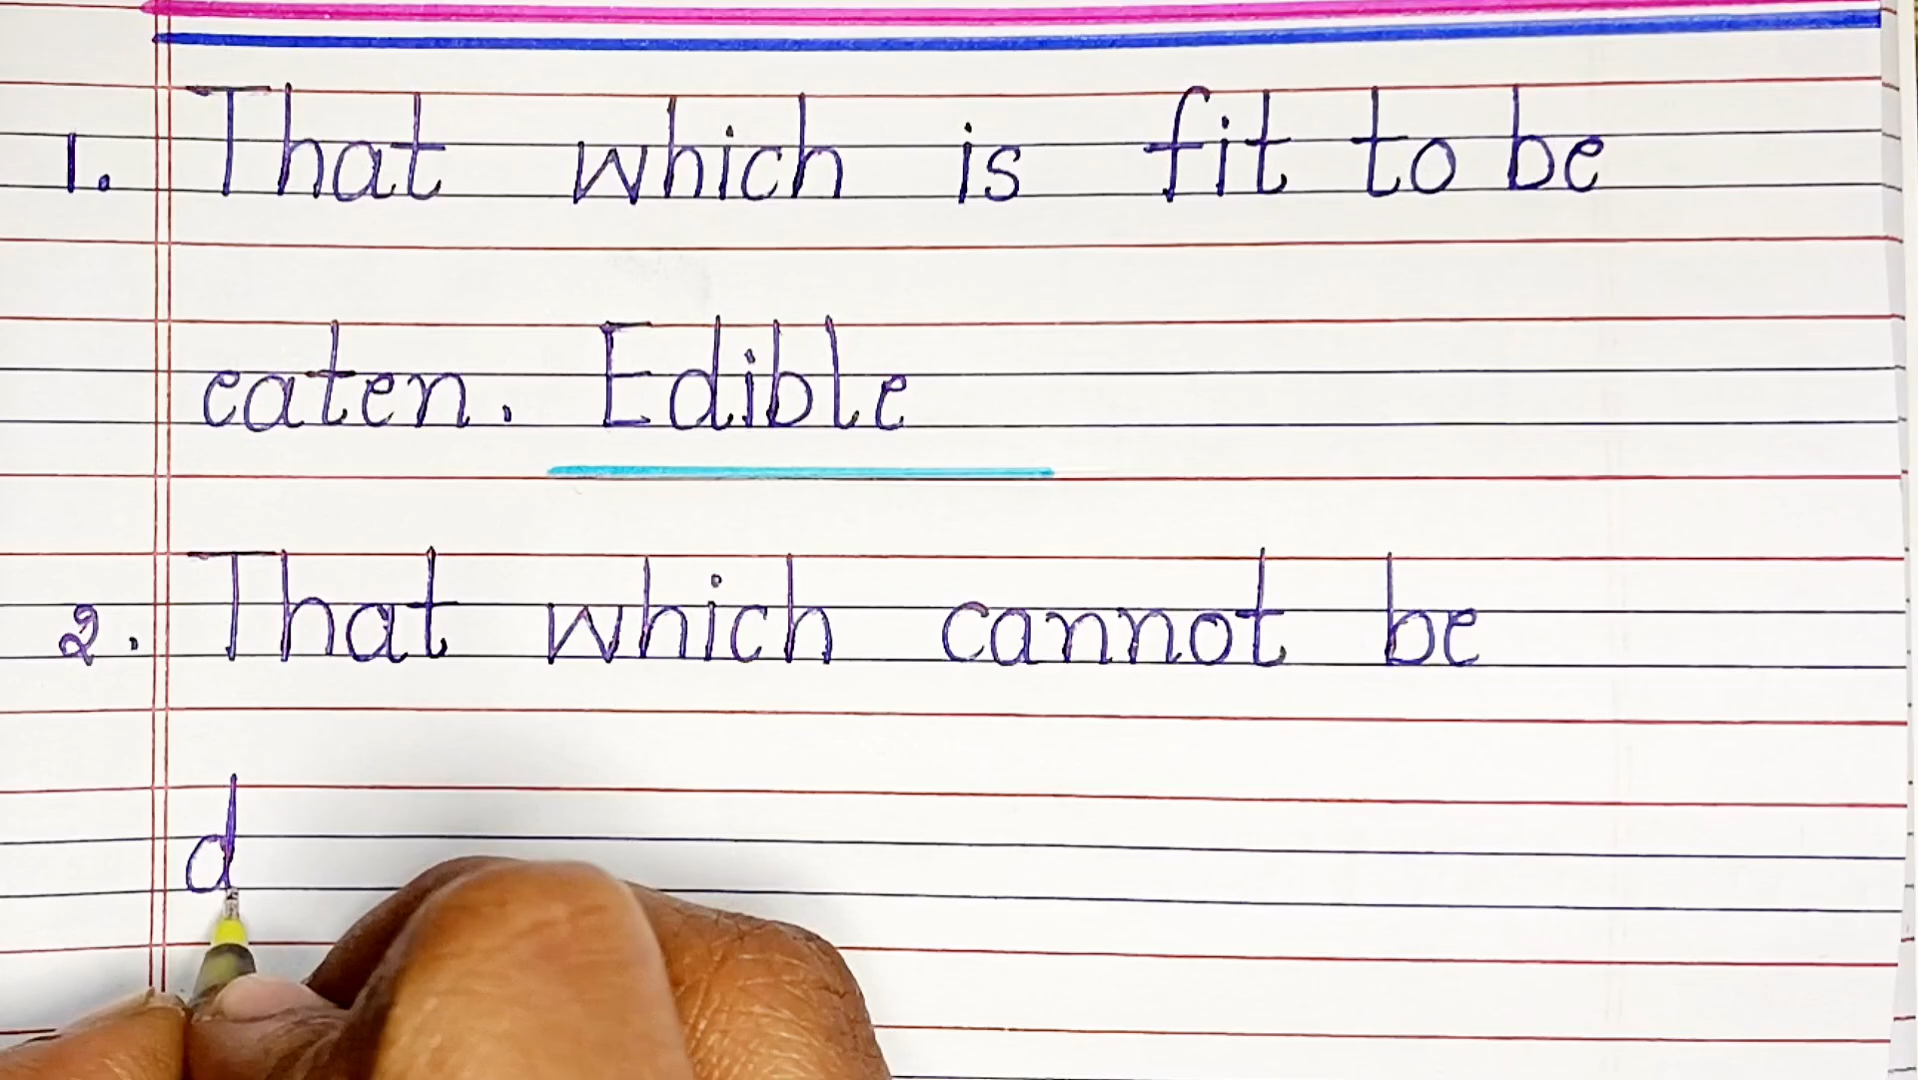 1. That which is fit to be
eaten. Edible
2. That which cannot be
d